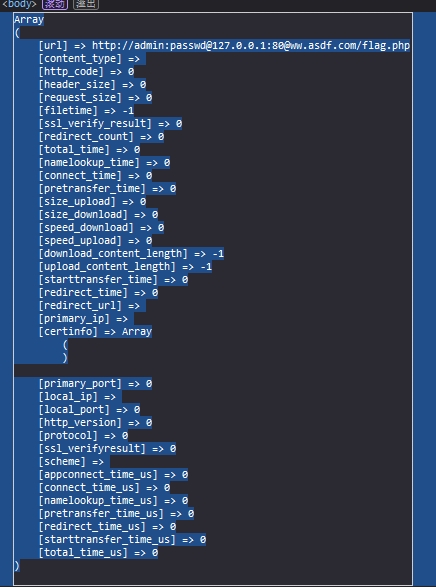 <body> 滚动 溢出
Array
(
[url] => http://admin:passwd@127.0.0.1:80@ww.asdf.com/flag.php
[content_type] =>
[http_code] => 0
[header_size] => 0
[request_size] => 0
[filetime] => -1
[ssl_verify_result] => 0
[redirect_count] => 0
[total_time] => 0
[namelookup_time] => 0
[connect_time] => 0
[pretransfer_time] => 0
[size_upload] => 0
[size_download] => 0
[speed_download] => 0
[speed_upload] => 0
[download_content_length] => -1
[upload_content_length] => -1
[starttransfer_time] => 0
[redirect_time] => 0
[redirect_url] =>
[primary_ip] =>
[certinfo] => Array
(
)
[primary_port] => 0
[local_ip] =>
[local_port] => 0
[http_version] => 0
[protocol] => 0
[ssl_verifyresult] => 0
[scheme] =>
[appconnect_time_us] => 0
[connect_time_us] => 0
[namelookup_time_us] => 0
[pretransfer_time_us] => 0
[redirect_time_us] => 0
[starttransfer_time_us] => 0
[total_time_us] => 0
)